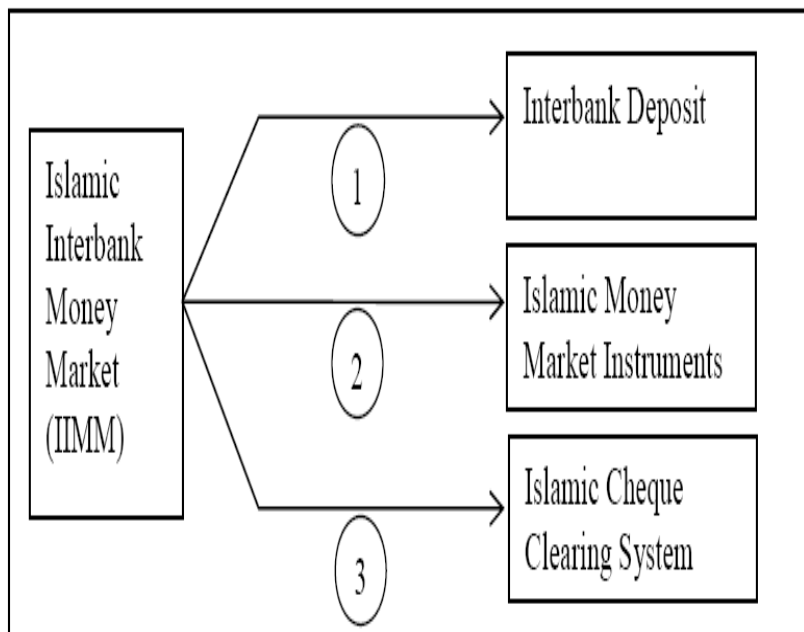 Islamic
Interbank
Money
Market
(IIMM)
1
Interbank Deposit
2
Islamic Money
Market Instruments
3
Islamic Cheque
Clearing System